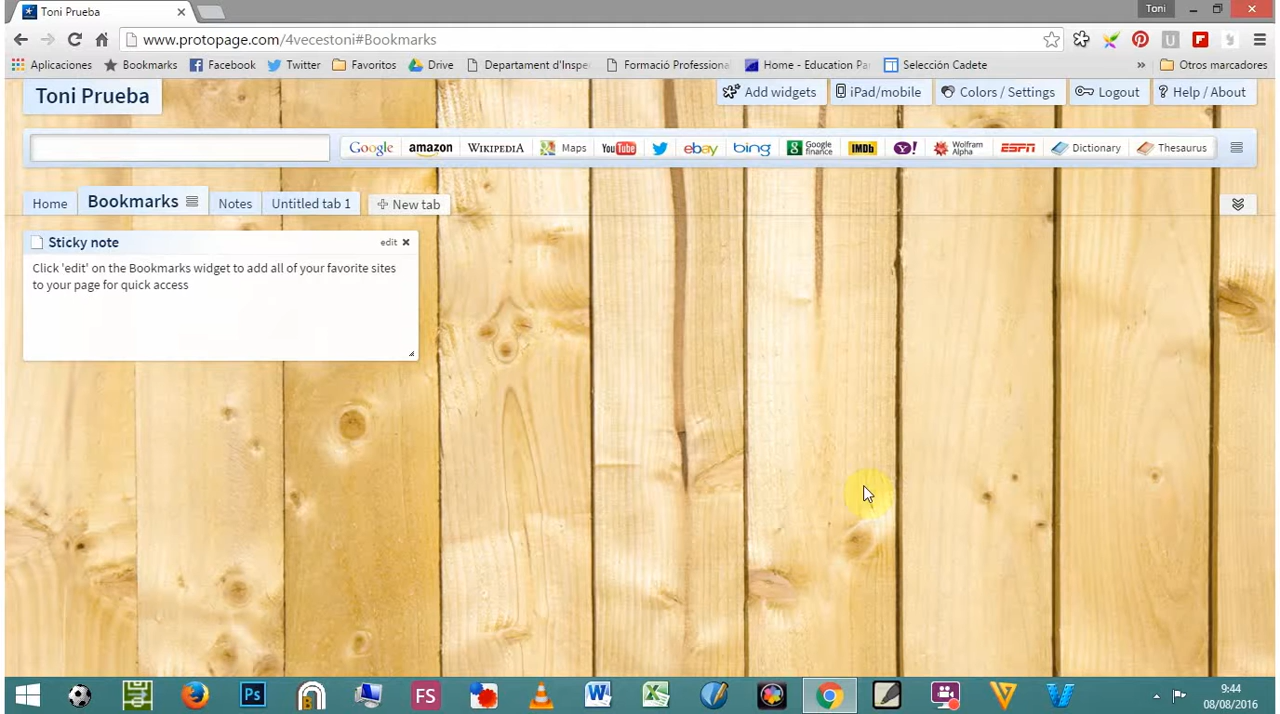 Toni Prueba
Toni
www.protopage.com/4vecestoni#Bookmarks
Aplicaciones Bookmarks Facebook Twitter Favoritos Drive Departament d'Inspe Formació Professional Home - Education Pa Selección Cadete » Otros marcadores
Toni Prueba
Add widgets iPad/mobile Colors / Settings Logout Help / About
Google amazon WIKIPEDIA Maps YouTube ebay bing Google finance IMDb Y! Wolfram Alpha ESPN Dictionary Thesaurus
Home Bookmarks Notes Untitled tab 1 New tab
Sticky note edit
Click 'edit' on the Bookmarks widget to add all of your favorite sites
to your page for quick access
Ps FS W X
9:44
08/08/2016